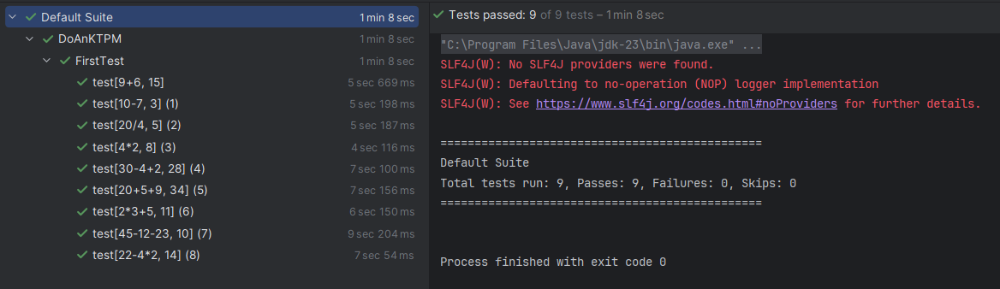 Default Suite 1 min 8 sec
DoAnKTPM 1 min 8 sec
FirstTest 1 min 8 sec
test[9+6, 15] 5 sec 669 ms
test[10-7, 3] (1) 5 sec 198 ms
test[20/4, 5] (2) 5 sec 187 ms
test[4*2, 8] (3) 4 sec 116 ms
test[30-4+2, 28] (4) 7 sec 100 ms
test[20+5+9, 34] (5) 7 sec 156 ms
test[2*3+5, 11] (6) 6 sec 150 ms
test[45-12-23, 10] (7) 9 sec 204 ms
test[22-4*2, 14] (8) 7 sec 54 ms
Tests passed: 9 of 9 tests – 1 min 8 sec
"C:\Program Files\Java\jdk-23\bin\java.exe" ...
SLF4J(W): No SLF4J providers were found.
SLF4J(W): Defaulting to no-operation (NOP) logger implementation
SLF4J(W): See https://www.slf4j.org/codes.html#noProviders for further details.
===============================================
Default Suite
Total tests run: 9, Passes: 9, Failures: 0, Skips: 0
===============================================
Process finished with exit code 0